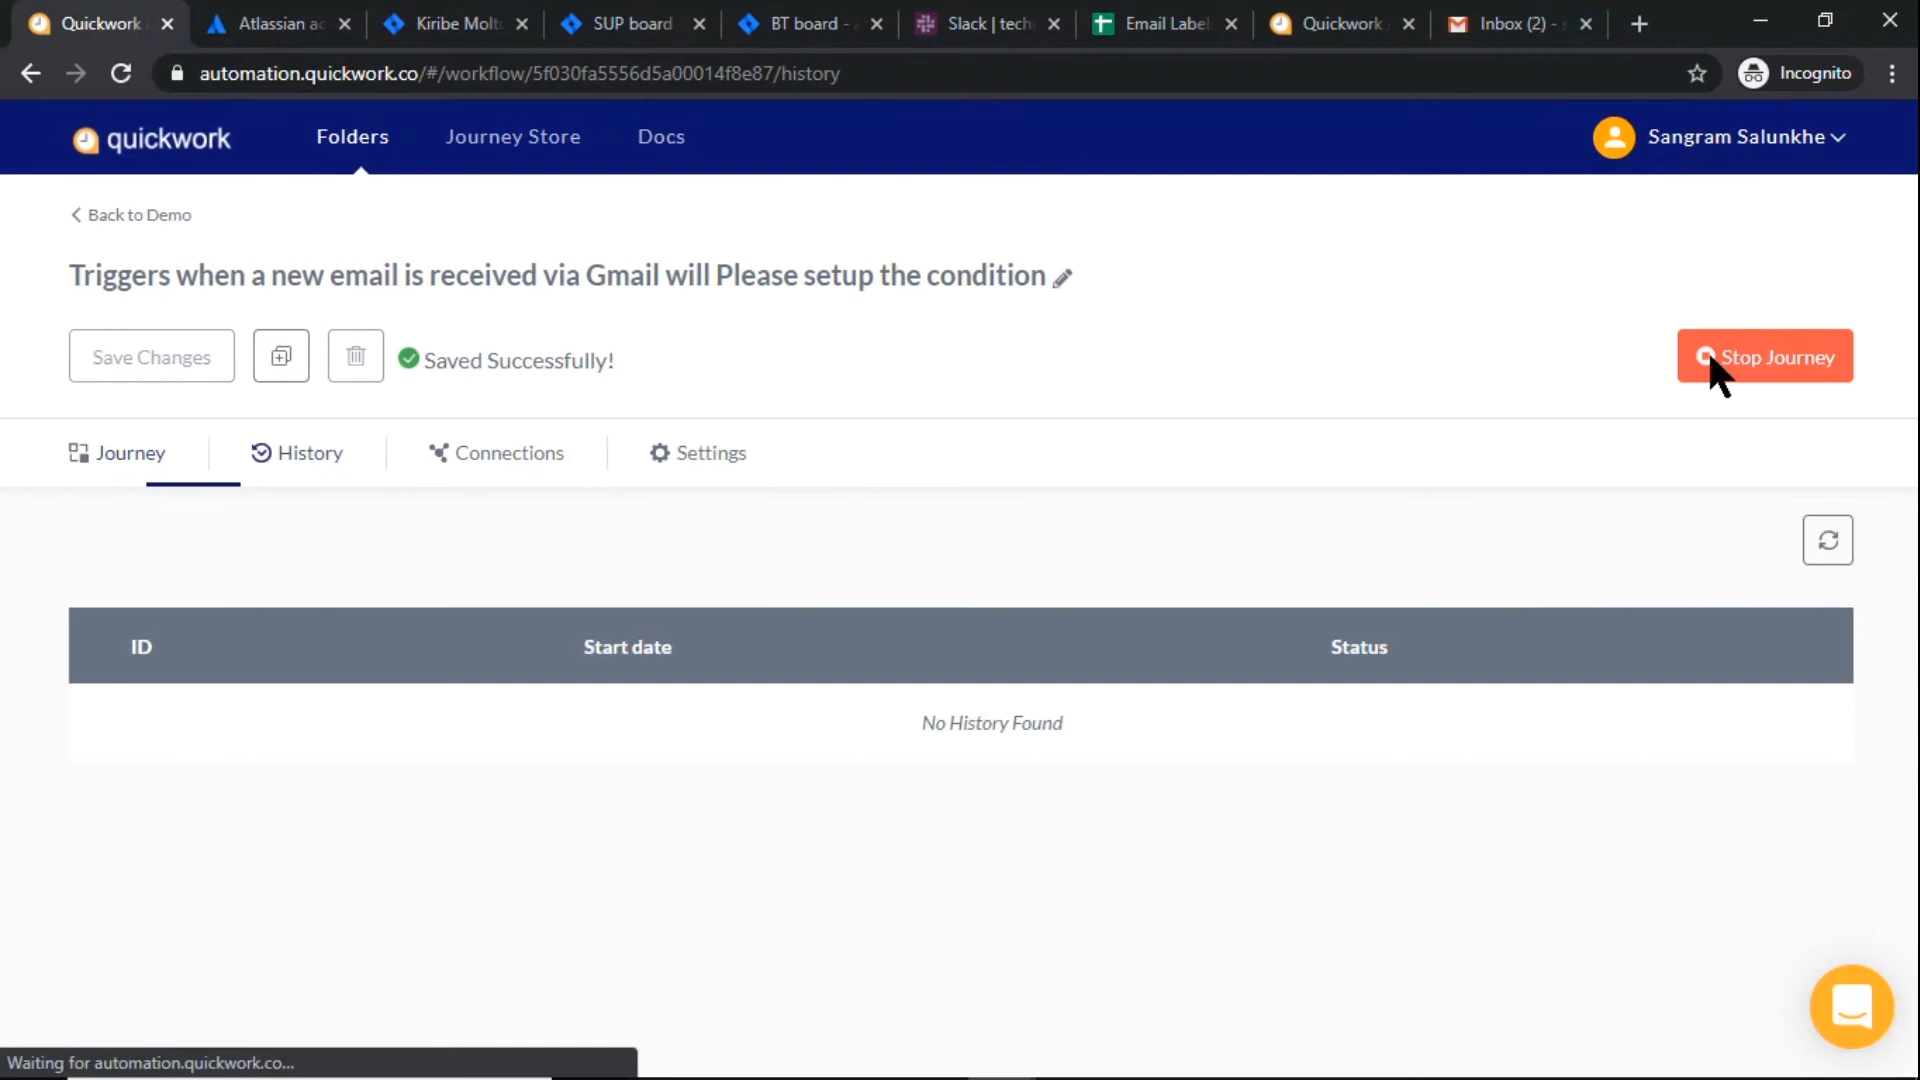 Quickwork
Atlassian ac
Kiribe Molt
SUP board
BT board -
Slack | tech
Email Label
Quickwork
Inbox (2) -
automation.quickwork.co/#/workflow/5f030fa5556d5a00014f8e87/history
Incognito
quickwork
Folders
Journey Store
Docs
Sangram Salunkhe
Back to Demo
Triggers when a new email is received via Gmail will Please setup the condition
Save Changes
Saved Successfully!
Stop Journey
Journey
History
Connections
Settings
ID
Start date
Status
No History Found
Waiting for automation.quickwork.co...